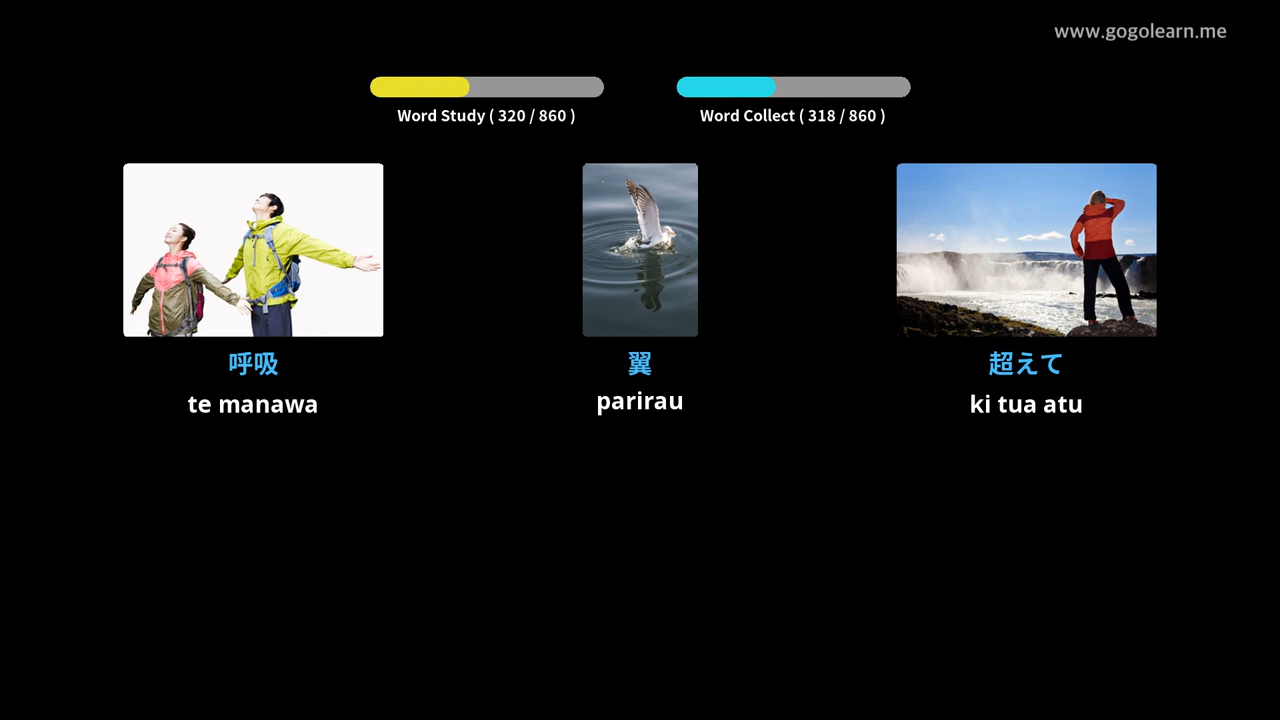 www.gogolearn.me
Word Study ( 320 / 860 )
Word Collect ( 318 / 860 )
呼吸
te manawa
翼
parirau
超えて
ki tua atu